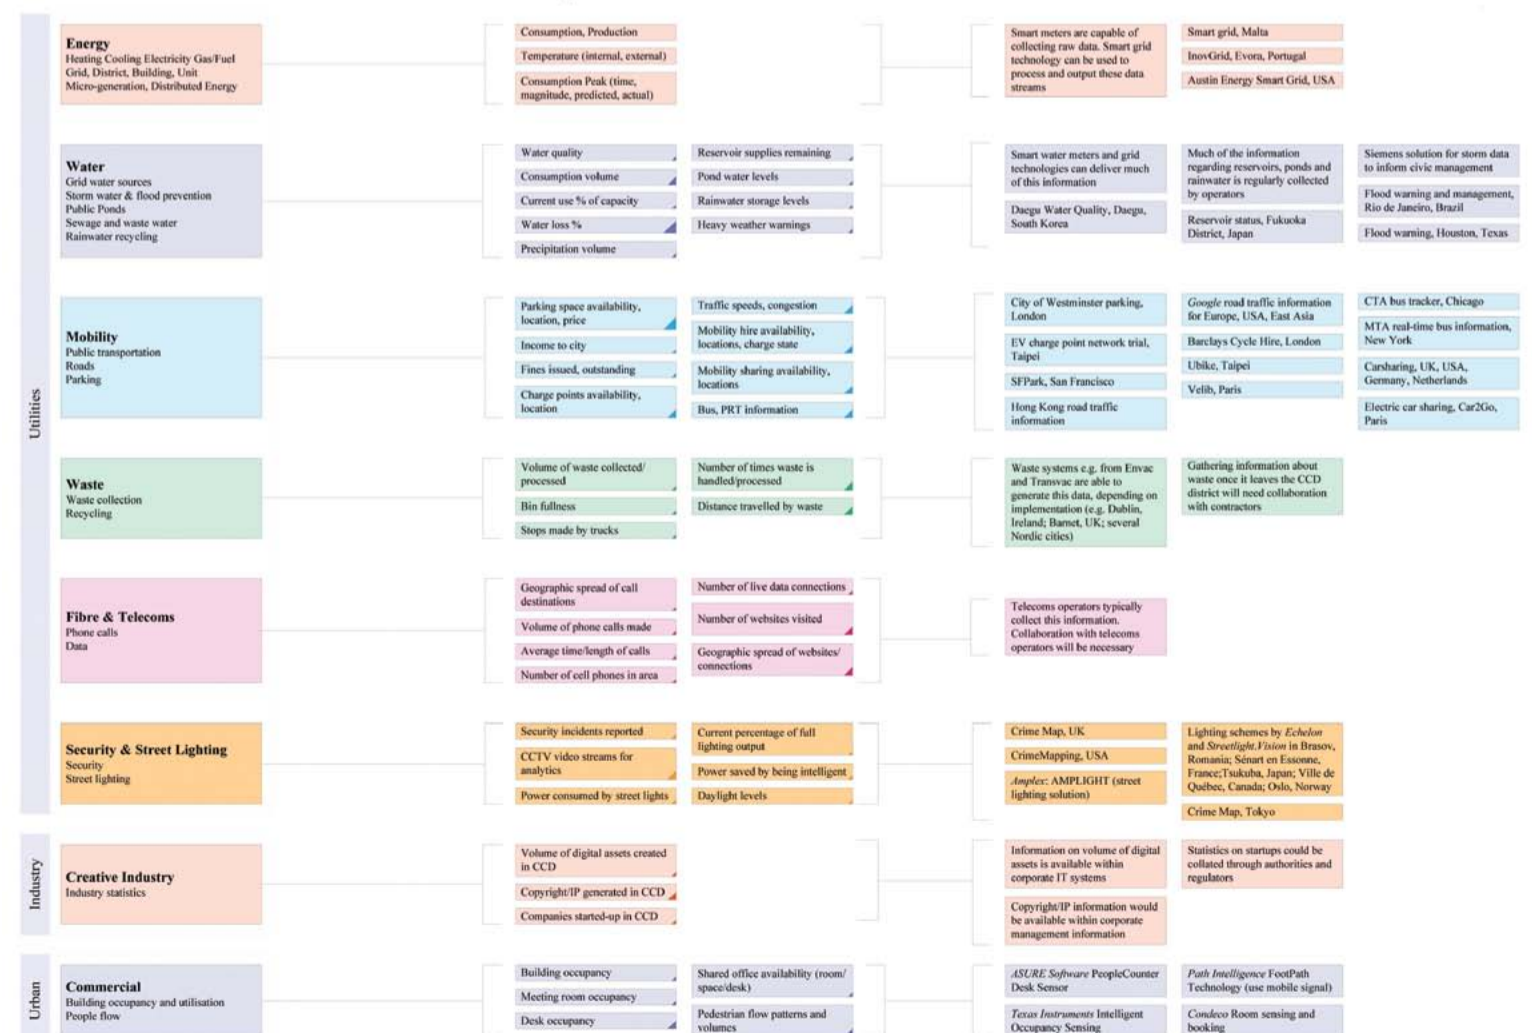 Utilities
Energy
Heating Cooling Electricity Gas/Fuel
Grid, District, Building, Unit
Micro-generation, Distributed Energy
Consumption, Production
Temperature (internal, external)
Consumption Peak (time,
magnitude, predicted, actual)
Smart meters are capable of
collecting raw data. Smart grid
technology can be used to
process and output these data
streams
Smart grid, Malta
InovGrid, Evora, Portugal
Austin Energy Smart Grid, USA
Water
Grid water sources
Storm water & flood prevention
Public Ponds
Sewage and waste water
Rainwater recycling
Water quality
Consumption volume
Current use % of capacity
Water loss %
Precipitation volume
Reservoir supplies remaining
Pond water levels
Rainwater storage levels
Heavy weather warnings
Smart water meters and grid
technologies can deliver much
of this information
Daegu Water Quality, Daegu,
South Korea
Much of the information
regarding reservoirs, ponds and
rainwater is regularly collected
by operators
Reservoir status, Fukuoka
District, Japan
Siemens solution for storm data
to inform civic management
Flood warning and management,
Rio de Janeiro, Brazil
Flood warning, Houston, Texas
Mobility
Public transportation
Roads
Parking
Parking space availability,
location, price
Income to city
Fines issued, outstanding
Charge points availability,
location
Traffic speeds, congestion
Mobility hire availability,
locations, charge state
Mobility sharing availability,
locations
Bus, PRT information
City of Westminster parking,
London
EV charge point network trial,
Taipei
SFPark, San Francisco
Hong Kong road traffic
information
Google road traffic information
for Europe, USA, East Asia
Barclays Cycle Hire, London
Ubike, Taipei
Velib, Paris
CTA bus tracker, Chicago
MTA real-time bus information,
New York
Carsharing, UK, USA,
Germany, Netherlands
Electric car sharing, Car2Go,
Paris
Waste
Waste collection
Recycling
Volume of waste collected/
processed
Bin fullness
Stops made by trucks
Number of times waste is
handled/processed
Distance travelled by waste
Waste systems e.g. from Envac
and Transvac are able to
generate this data, depending on
implementation (e.g. Dublin,
Ireland; Barnet, UK; several
Nordic cities)
Gathering information about
waste once it leaves the CCD
district will need collaboration
with contractors
Fibre & Telecoms
Phone calls
Data
Geographic spread of call
destinations
Volume of phone calls made
Average time/length of calls
Number of cell phones in area
Number of live data connections
Number of websites visited
Geographic spread of websites/
connections
Telecoms operators typically
collect this information.
Collaboration with telecoms
operators will be necessary
Security & Street Lighting
Security
Street lighting
Security incidents reported
CCTV video streams for
analytics
Power consumed by street lights
Current percentage of full
lighting output
Power saved by being intelligent
Daylight levels
Crime Map, UK
CrimeMapping, USA
Amplex: AMPLIGHT (street
lighting solution)
Lighting schemes by Echelon
and Streetlight.Vision in Brasov,
Romania; Sénart en Essonne,
France;Tsukuba, Japan; Ville de
Québec, Canada; Oslo, Norway
Crime Map, Tokyo
Industry
Creative Industry
Industry statistics
Volume of digital assets created
in CCD
Copyright/IP generated in CCD
Companies started-up in CCD
Information on volume of digital
assets is available within
corporate IT systems
Copyright/IP information would
be available within corporate
management information
Statistics on startups could be
collated through authorities and
regulators
Urban
Commercial
Building occupancy and utilisation
People flow
Building occupancy
Meeting room occupancy
Desk occupancy
Shared office availability (room/
space/desk)
Pedestrian flow patterns and
volumes
ASURE Software PeopleCounter
Desk Sensor
Texas Instruments Intelligent
Occupancy Sensing
Path Intelligence FootPath
Technology (use mobile signal)
Condeco Room sensing and
booking